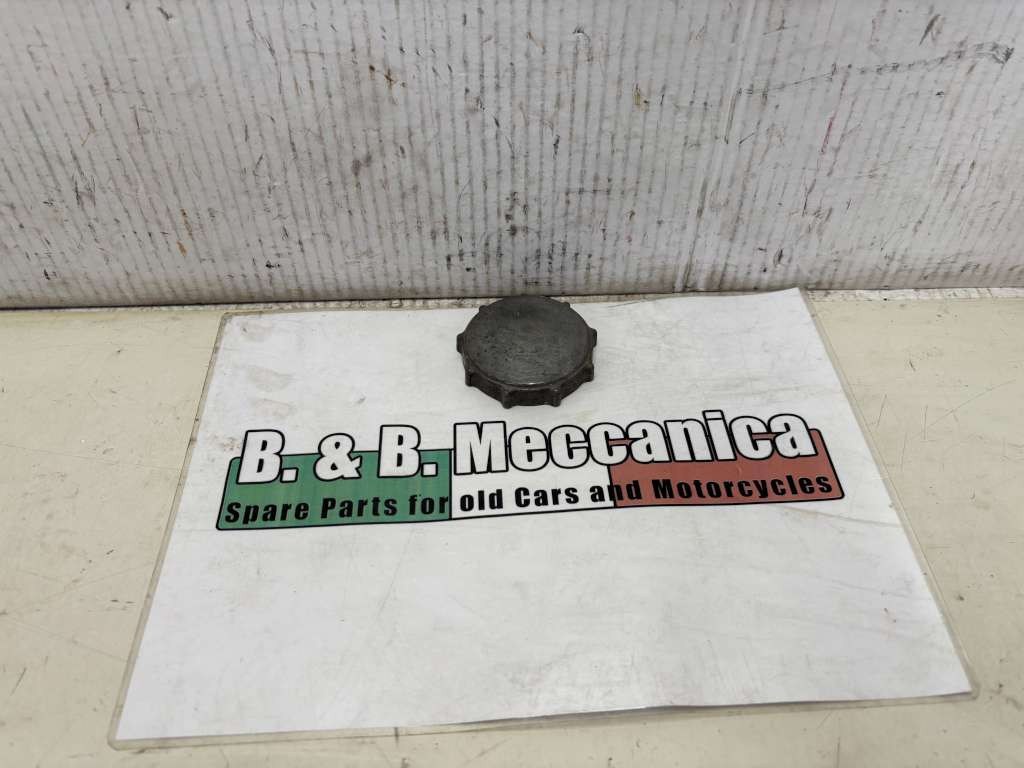 B. & B. Meccanica
Spare Parts for old Cars and Motorcycles